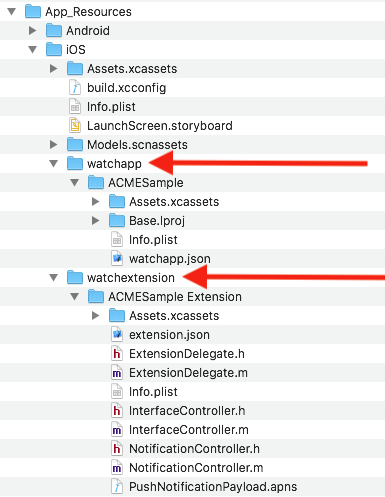 App_Resources
Android
iOS
Assets.xcassets
build.xcconfig
Info.plist
LaunchScreen.storyboard
Models.scnassets
watchapp
ACMESample
Assets.xcassets
Base.lproj
Info.plist
watchapp.json
watchextension
ACMESample Extension
Assets.xcassets
extension.json
ExtensionDelegate.h
ExtensionDelegate.m
Info.plist
InterfaceController.h
InterfaceController.m
NotificationController.h
NotificationController.m
PushNotificationPayload.apns